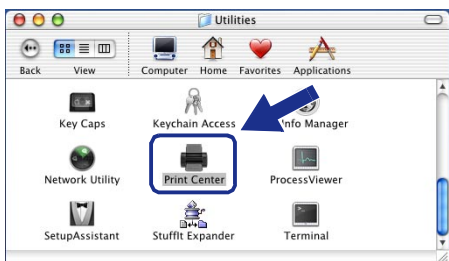 Utilities
Back View Computer Home Favorites Applications
Key Caps Keychain Access Info Manager
Network Utility Print Center ProcessViewer
SetupAssistant StuffIt Expander Terminal